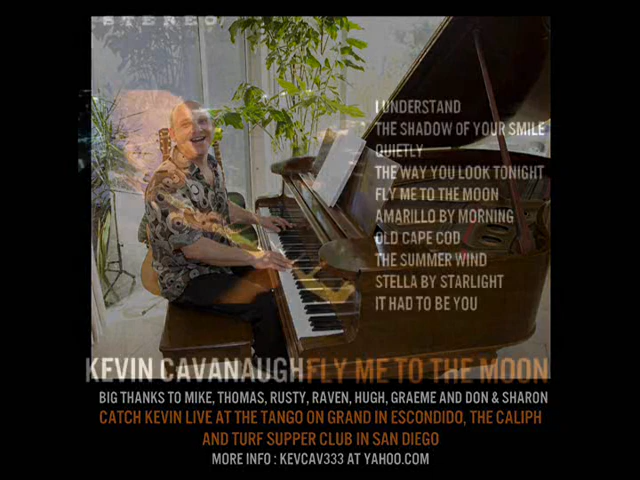 STEREO
I UNDERSTAND
THE SHADOW OF YOUR SMILE
QUIETLY
THE WAY YOU LOOK TONIGHT
FLY ME TO THE MOON
AMARILLO BY MORNING
OLD CAPE COD
THE SUMMER WIND
STELLA BY STARLIGHT
IT HAD TO BE YOU
KEVIN CAVANAUGH FLY ME TO THE MOON
BIG THANKS TO MIKE, THOMAS, RUSTY, RAVEN, HUGH, GRAEME AND DON & SHARON
CATCH KEVIN LIVE AT THE TANGO ON GRAND IN ESCONDIDO, THE CALIPH
AND TURF SUPPER CLUB IN SAN DIEGO
MORE INFO : KEVCAV333 AT YAHOO.COM